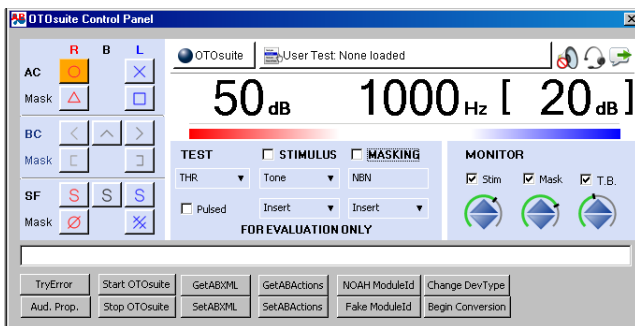 OTOsuite Control Panel
R B L
OTOsuite User Test: None loaded
AC
Mask
50 dB 1000 Hz [ 20 dB ]
BC
Mask
TEST STIMULUS MASKING MONITOR
THR Tone NBN Stim Mask T.B.
SF S S S
Pulsed Insert Insert
Mask
FOR EVALUATION ONLY
TryError Start OTOsuite GetABXML GetABActions NOAH ModuleId Change DevType
Aud. Prop. Stop OTOsuite SetABXML SetABActions Fake ModuleId Begin Conversion